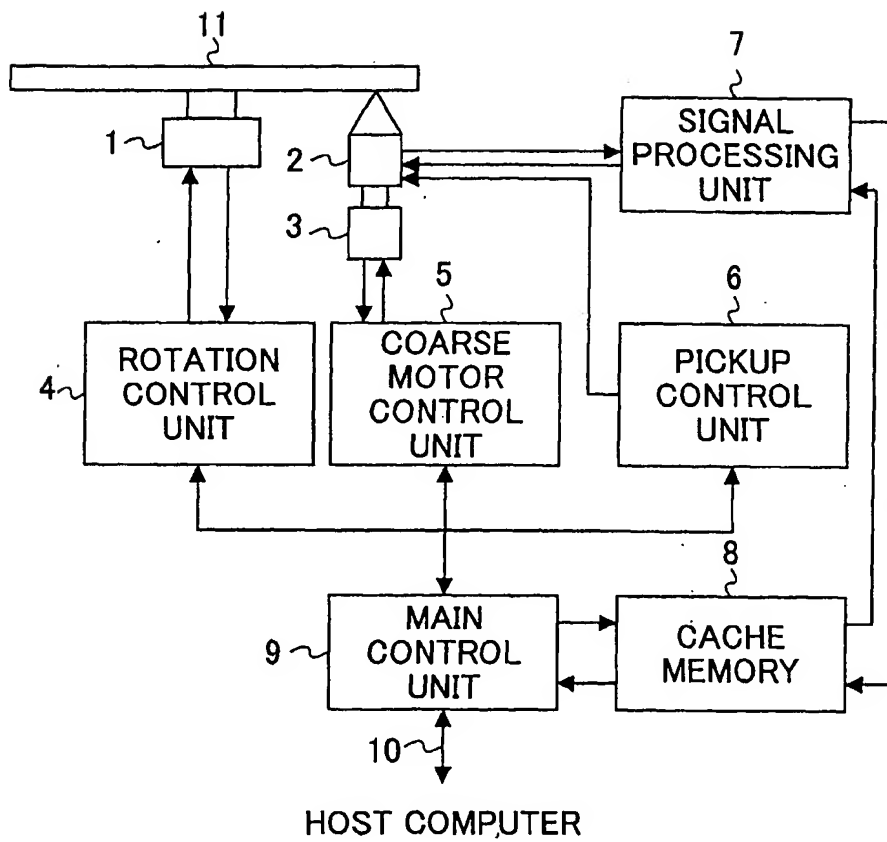 11
7
1
2
SIGNAL
PROCESSING
UNIT
3
5
6
4
ROTATION
CONTROL
UNIT
COARSE
MOTOR
CONTROL
UNIT
PICKUP
CONTROL
UNIT
8
9
MAIN
CONTROL
UNIT
CACHE
MEMORY
10
HOST COMPUTER